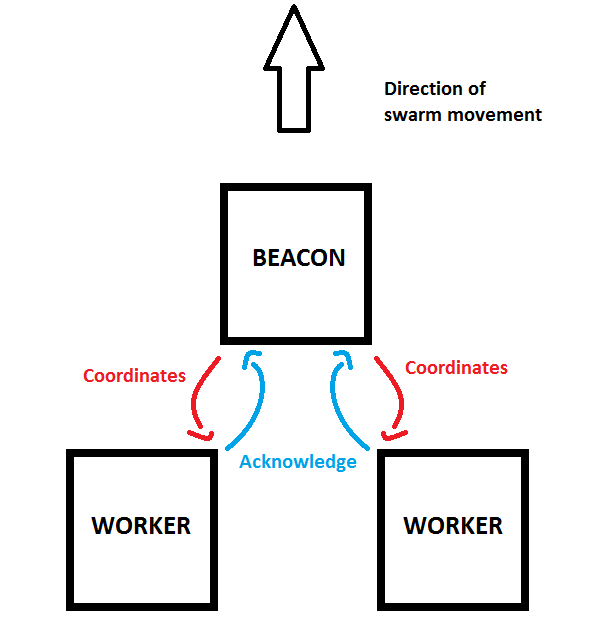 Direction of
swarm movement
BEACON
Coordinates
Coordinates
Acknowledge
WORKER
WORKER